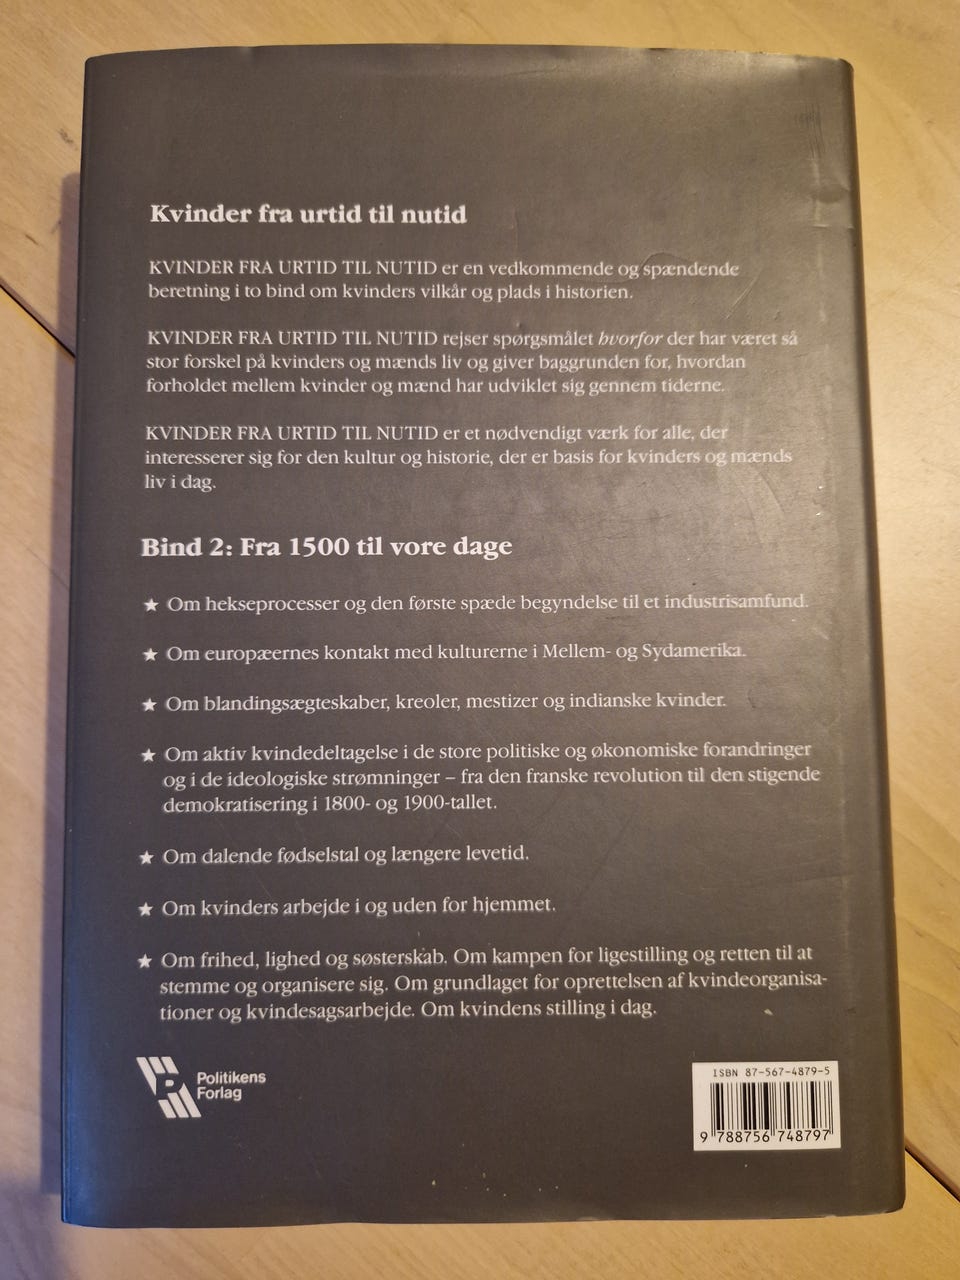 Kvinder fra urtid til nutid
KVINDER FRA URTID TIL NUTID er en vedkommende og spændende
beretning i to bind om kvinders vilkår og plads i historien.
KVINDER FRA URTID TIL NUTID rejser spørgsmålet hvorfor der har været så
stor forskel på kvinders og mænds liv og giver baggrunden for, hvordan
forholdet mellem kvinder og mænd har udviklet sig gennem tiderne.
KVINDER FRA URTID TIL NUTID er et nødvendigt værk for alle, der
interesserer sig for den kultur og historie, der er basis for kvinders og mænds
liv i dag.
Bind 2: Fra 1500 til vore dage
★ Om hekseprocesser og den første spæde begyndelse til et industrisamfund.
★ Om europæernes kontakt med kulturerne i Mellem- og Sydamerika.
★ Om blandingsægteskaber, kreoler, mestizer og indianske kvinder.
★ Om aktiv kvindedeltagelse i de store politiske og økonomiske forandringer
og i de ideologiske strømninger – fra den franske revolution til den stigende
demokratisering i 1800- og 1900-tallet.
★ Om dalende fødselstal og længere levetid.
★ Om kvinders arbejde i og uden for hjemmet.
★ Om frihed, lighed og søsterskab. Om kampen for ligestilling og retten til at
stemme og organisere sig. Om grundlaget for oprettelsen af kvindeorganisa-
tioner og kvindesagsarbejde. Om kvindens stilling i dag.
Politikens
Forlag
ISBN 87-567-4879-5
9 788756 748797